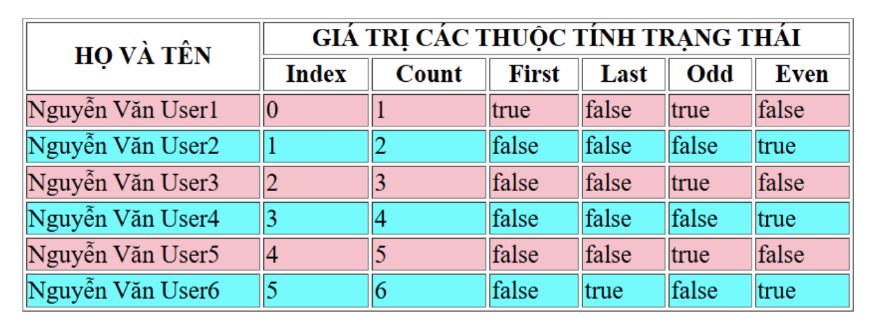 HỌ VÀ TÊN GIÁ TRỊ CÁC THUỘC TÍNH TRẠNG THÁI
Index Count First Last Odd Even
Nguyễn Văn User1 0 1 true false true false
Nguyễn Văn User2 1 2 false false false true
Nguyễn Văn User3 2 3 false false true false
Nguyễn Văn User4 3 4 false false false true
Nguyễn Văn User5 4 5 false false true false
Nguyễn Văn User6 5 6 false true false true